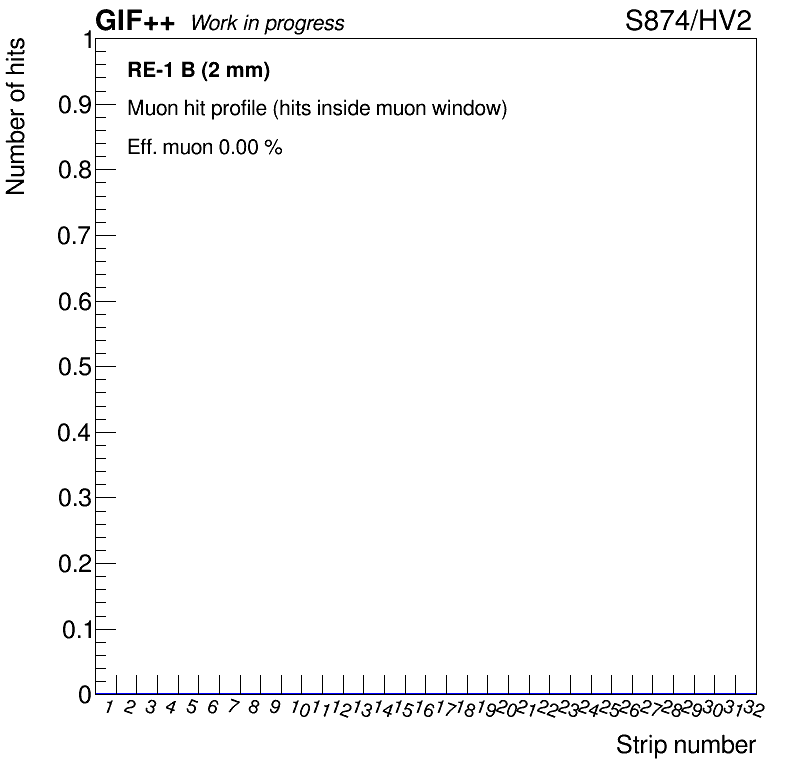 GIF++ Work in progress S874/HV2
Number of hits
RE-1 B (2 mm)
Muon hit profile (hits inside muon window)
Eff. muon 0.00 %
1
0.9
0.8
0.7
0.6
0.5
0.4
0.3
0.2
0.1
0
1 2 3 4 5 6 7 8 9 10 11 12 13 14 15 16 17 18 19 20 21 22 23 24 25 26 27 28 29 30 31 32
Strip number